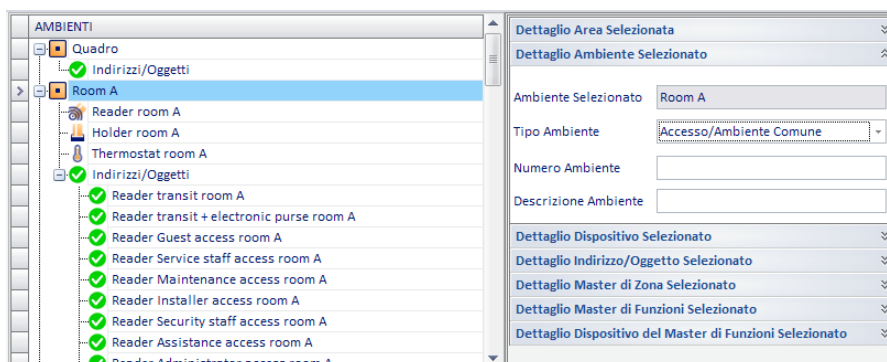 AMBIENTI
Quadro
Indirizzi/Oggetti
Room A
Reader room A
Holder room A
Thermostat room A
Indirizzi/Oggetti
Reader transit room A
Reader transit + electronic purse room A
Reader Guest access room A
Reader Service staff access room A
Reader Maintenance access room A
Reader Installer access room A
Reader Security staff access room A
Reader Assistance access room A
Reader Administrator access room A
Dettaglio Area Selezionata
Dettaglio Ambiente Selezionato
Ambiente Selezionato Room A
Tipo Ambiente Accesso/Ambiente Comune
Numero Ambiente
Descrizione Ambiente
Dettaglio Dispositivo Selezionato
Dettaglio Indirizzo/Oggetto Selezionato
Dettaglio Master di Zona Selezionato
Dettaglio Master di Funzioni Selezionato
Dettaglio Dispositivo del Master di Funzioni Selezionato